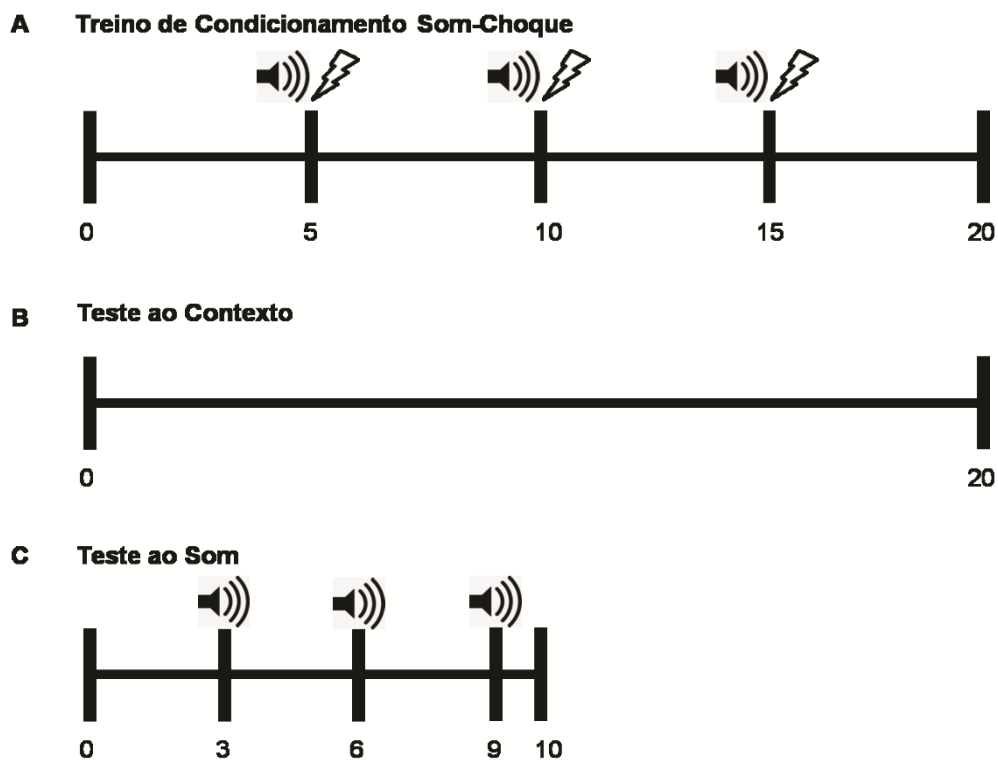 A Treino de Condicionamento Som-Choque
0 5 10 15 20
B Teste ao Contexto
0 20
C Teste ao Som
0 3 6 9 10